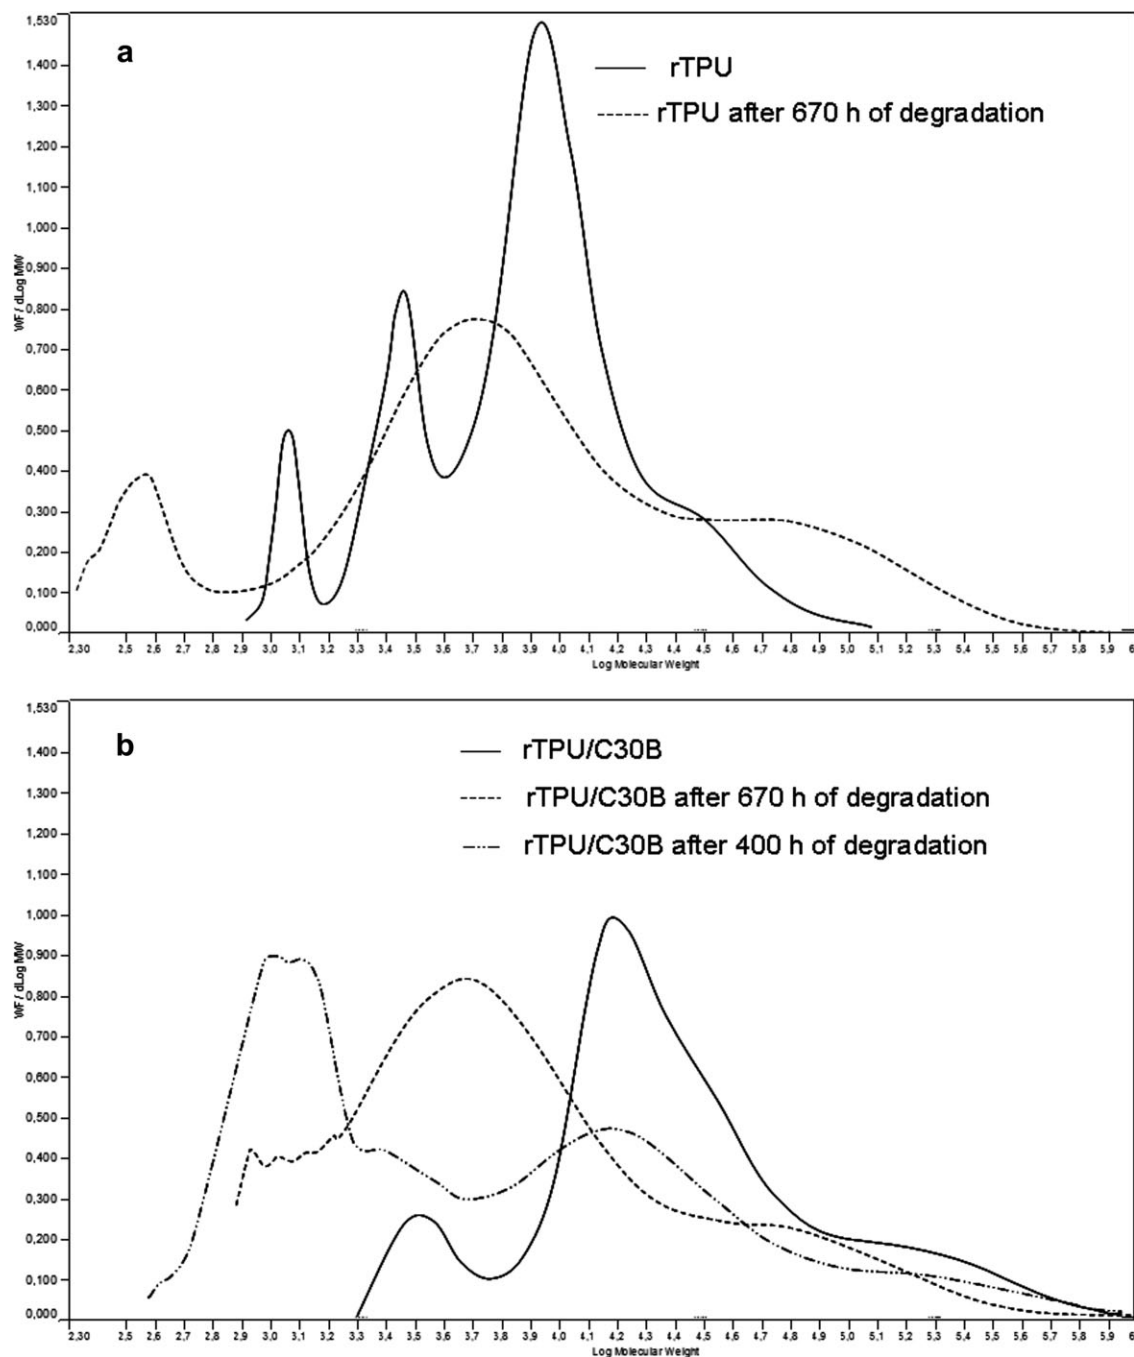 1,530
a
1,400
rTPU
1,300
rTPU after 670 h of degradation
1,200
1,100
1,000
0,900
WF / dLog MW
0,800
0,700
0,600
0,500
0,400
0,300
0,200
0,100
0,000
2,30 2,5 2,6 2,7 2,8 2,9 3,0 3,1 3,2 3,3 3,4 3,5 3,6 3,7 3,8 3,9 4,0 4,1 4,2 4,3 4,4 4,5 4,6 4,7 4,8 4,9 5,0 5,1 5,2 5,3 5,4 5,5 5,6 5,7 5,8 5,9 6
Log Molecular Weight
1,530
b
rTPU/C30B
1,400
1,300
rTPU/C30B after 670 h of degradation
1,200
rTPU/C30B after 400 h of degradation
1,100
1,000
0,900
WF / dLog MW
0,800
0,700
0,600
0,500
0,400
0,300
0,200
0,100
0,000
2,30 2,5 2,6 2,7 2,8 2,9 3,0 3,1 3,2 3,3 3,4 3,5 3,6 3,7 3,8 3,9 4,0 4,1 4,2 4,3 4,4 4,5 4,6 4,7 4,8 4,9 5,0 5,1 5,2 5,3 5,4 5,5 5,6 5,7 5,8 5,9 6
Log Molecular Weight